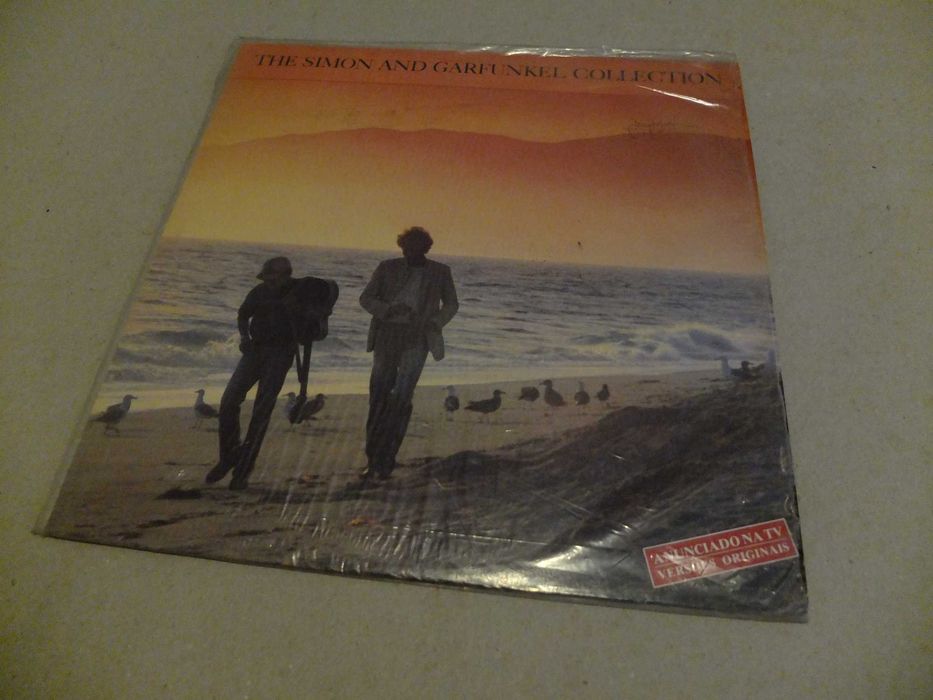 THE SIMON AND GARFUNKEL COLLECTION
'ANUNCIADO NA TV
VERSÕES ORIGINAIS